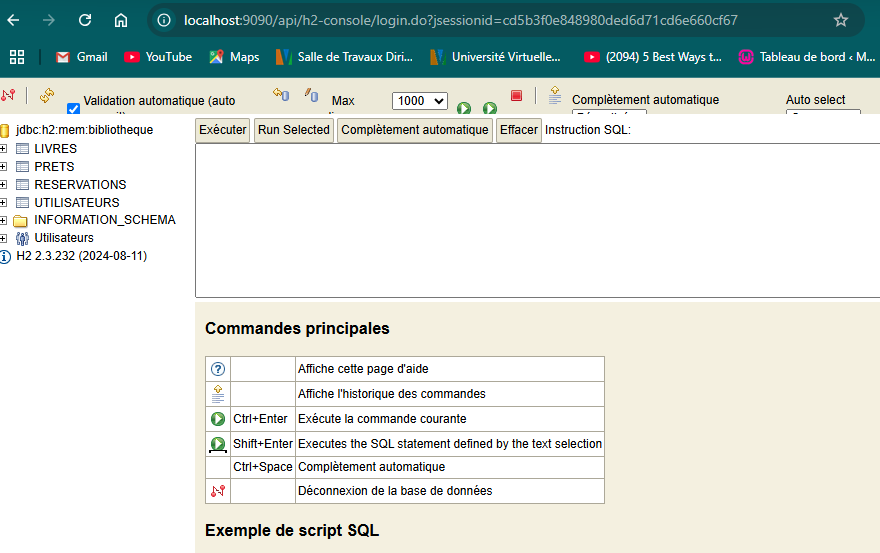 localhost:9090/api/h2-console/login.do?jsessionid=cd5b3f0e848980ded6d71cd6e660cf67
Gmail YouTube Maps Salle de Travaux Diri... Université Virtuelle... (2094) 5 Best Ways t... Tableau de bord ‹ M...
Validation automatique (auto Max 1000 Complètement automatique Auto select
jdbc:h2:mem:bibliotheque
LIVRES
PRETS
RESERVATIONS
UTILISATEURS
INFORMATION_SCHEMA
Utilisateurs
H2 2.3.232 (2024-08-11)
Exécuter Run Selected Complètement automatique Effacer Instruction SQL:
Commandes principales
Affiche cette page d'aide
Affiche l'historique des commandes
Ctrl+Enter Exécute la commande courante
Shift+Enter Executes the SQL statement defined by the text selection
Ctrl+Space Complètement automatique
Déconnexion de la base de données
Exemple de script SQL